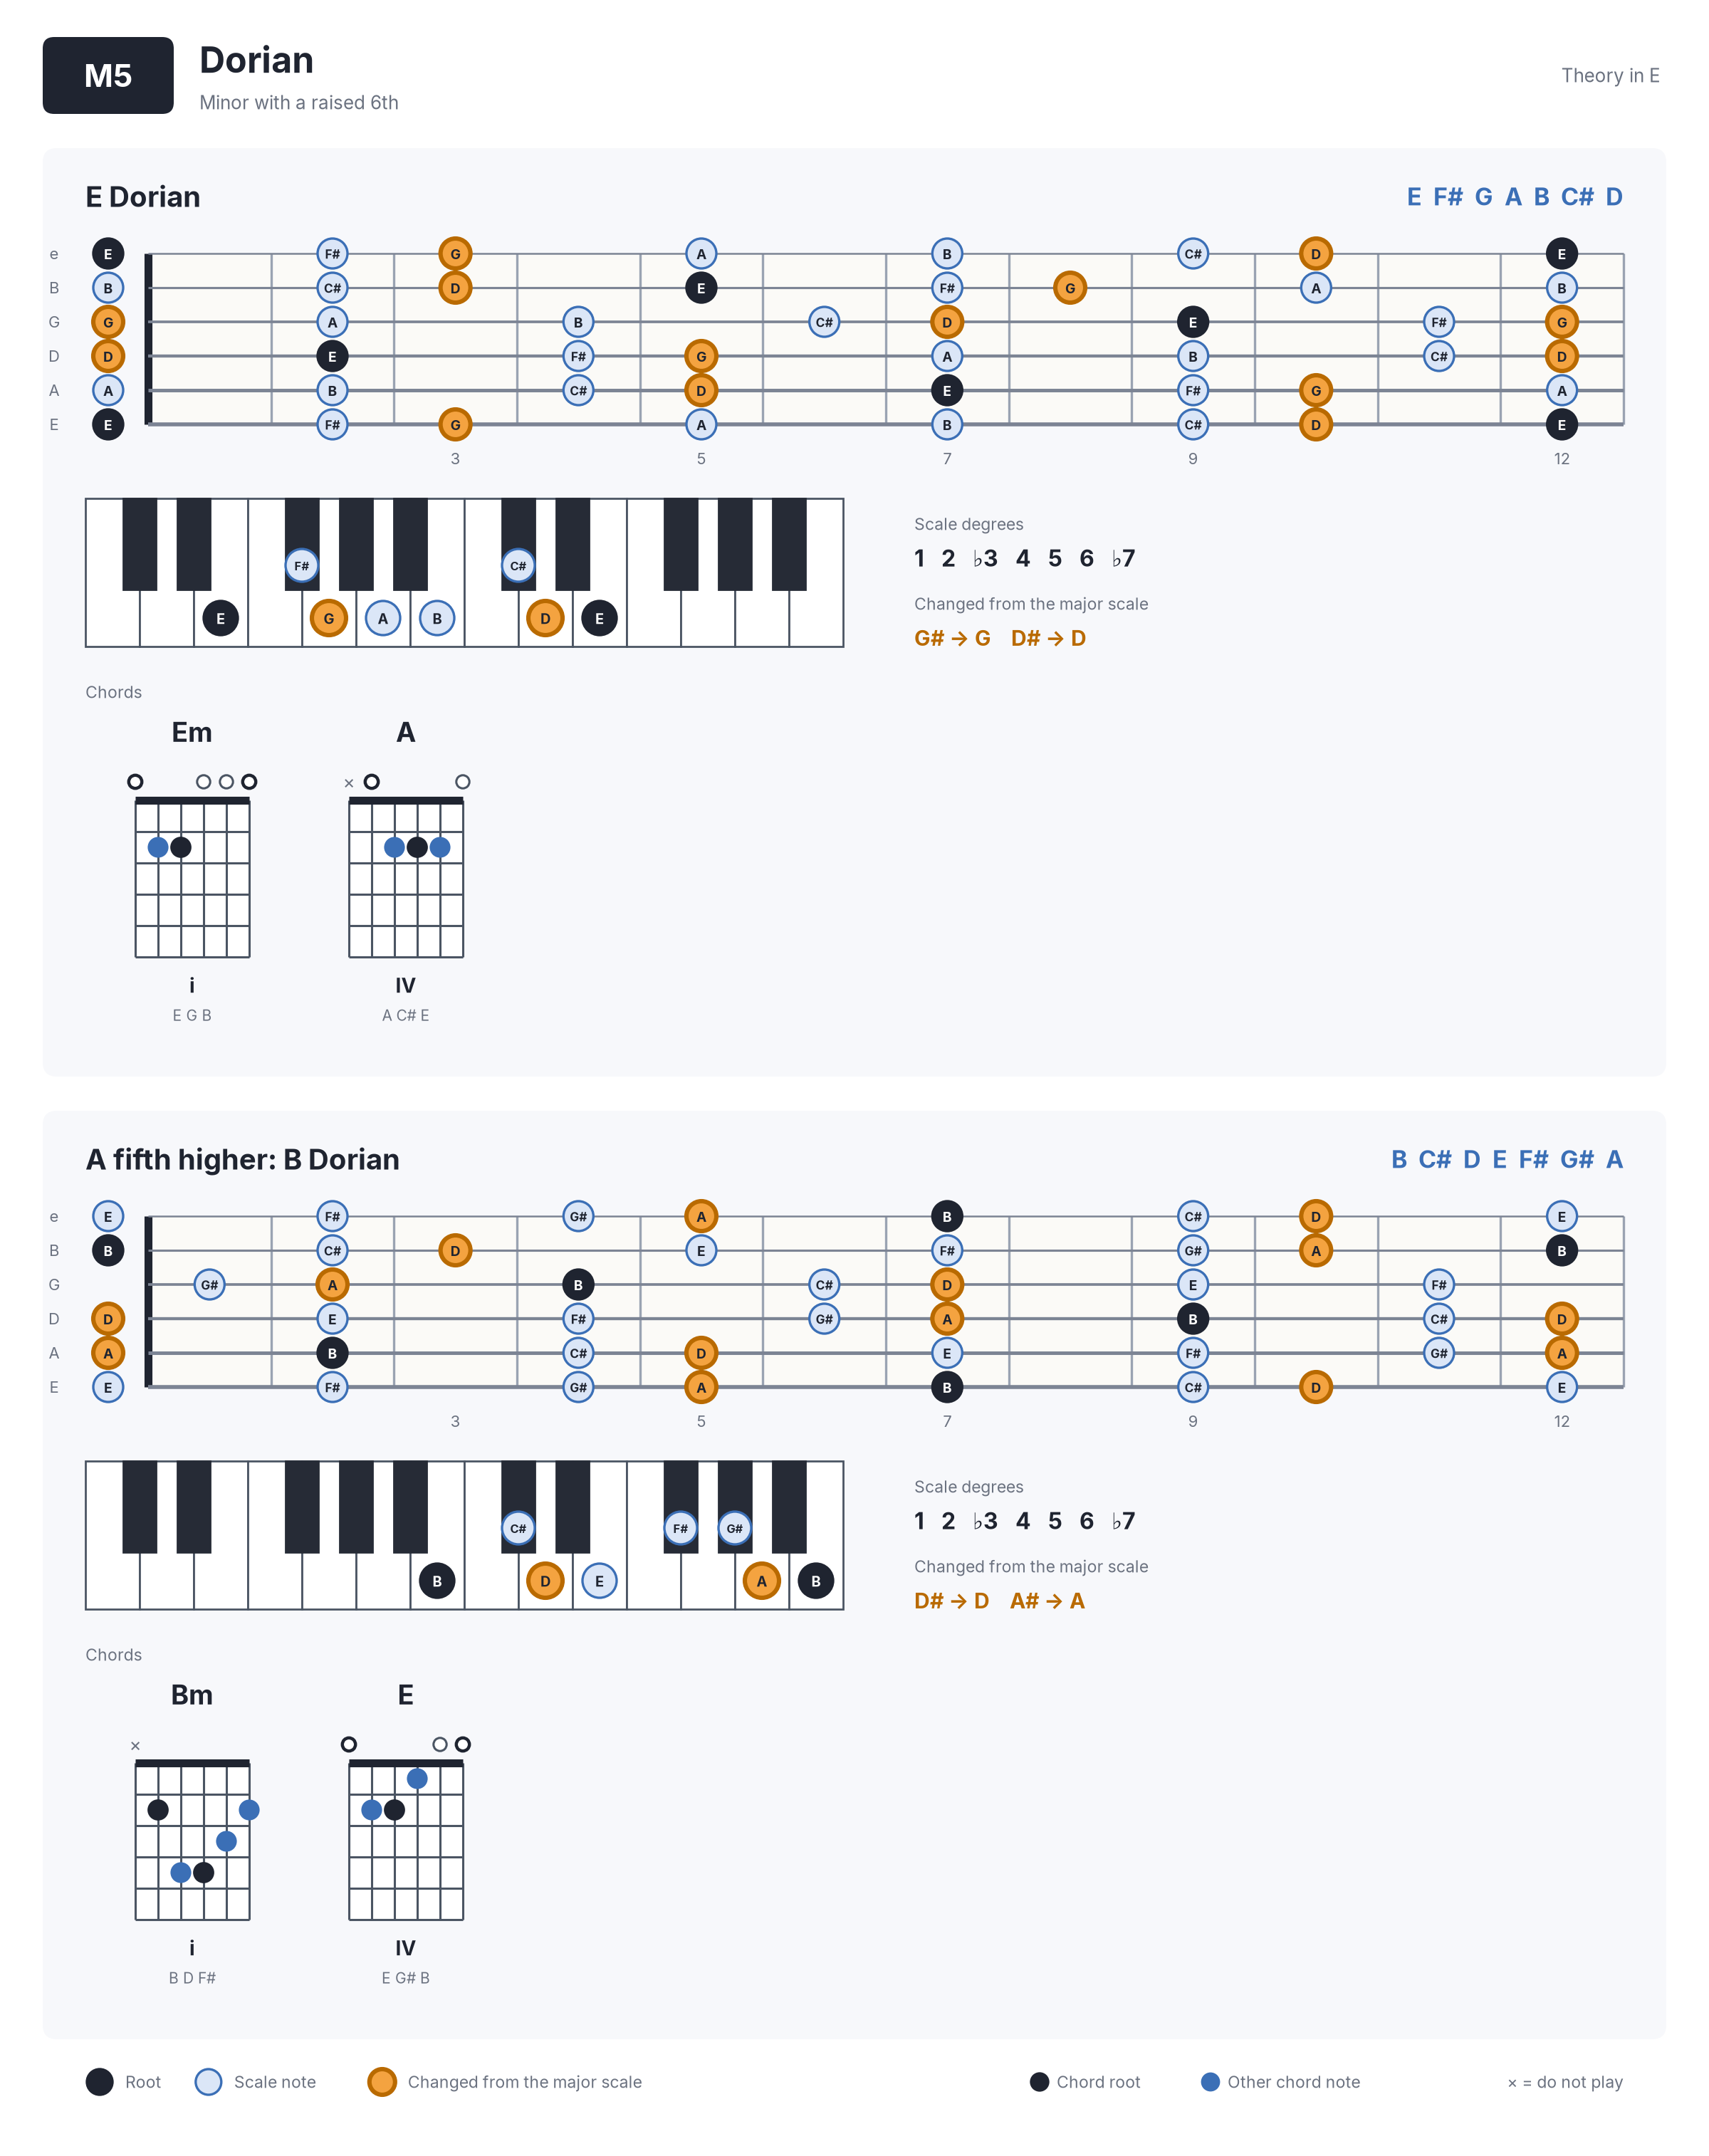 M5
Dorian
Minor with a raised 6th
Theory in E
E Dorian
E F# G A B C# D
e E F# G A B C# D E
B B C# D E F# G A B
G G A B C# D E F# G
D D E F# G A B C# D
A A B C# D E F# G A
E E F# G A B C# D E
3 5 7 9 12
F# C#
E G A B D E
Scale degrees
1 2 ♭3 4 5 6 ♭7
Changed from the major scale
G# → G D# → D
Chords
Em A
×
i IV
E G B A C# E
A fifth higher: B Dorian
B C# D E F# G# A
e E F# G# A B C# D E
B B C# D E F# G# A B
G G# A B C# D E F#
D D E F# G# A B C# D
A A B C# D E F# G# A
E E F# G# A B C# D E
3 5 7 9 12
C# F# G#
B D E A B
Scale degrees
1 2 ♭3 4 5 6 ♭7
Changed from the major scale
D# → D A# → A
Chords
Bm E
×
i IV
B D F# E G# B
Root Scale note Changed from the major scale Chord root Other chord note × = do not play